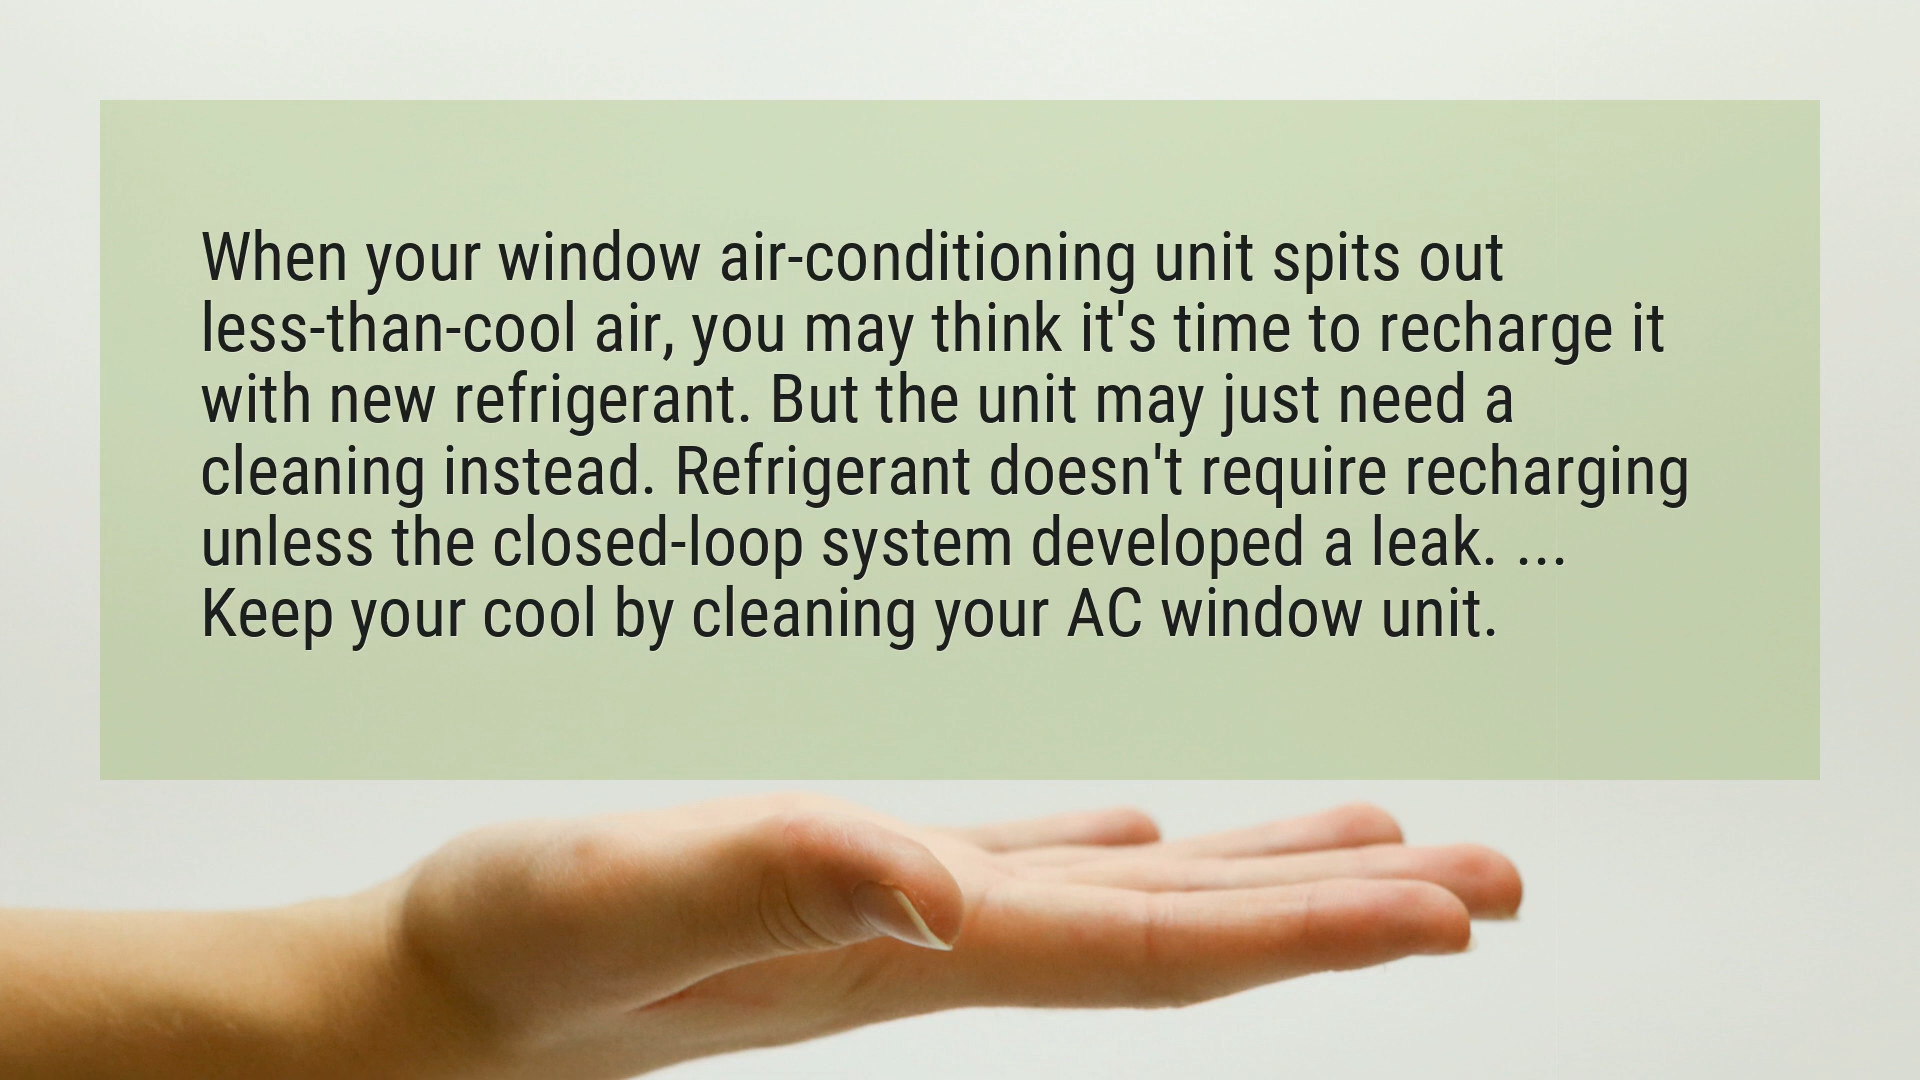 When your window air-conditioning unit spits out
less-than-cool air, you may think it's time to recharge it
with new refrigerant. But the unit may just need a
cleaning instead. Refrigerant doesn't require recharging
unless the closed-loop system developed a leak. ...
Keep your cool by cleaning your AC window unit.